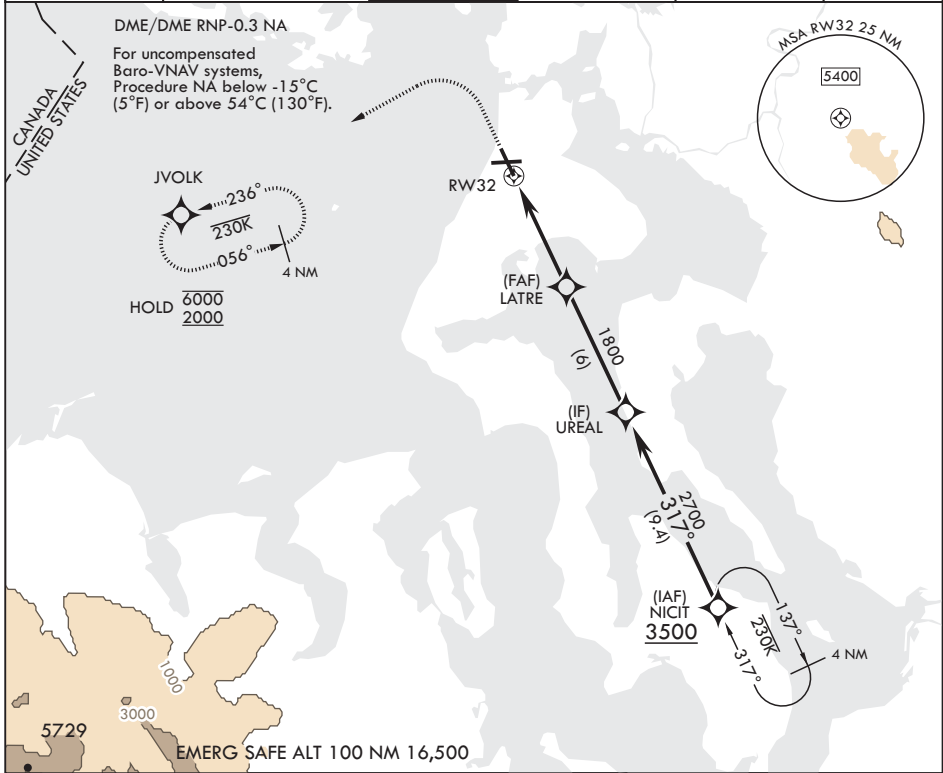 DME/DME RNP-0.3 NA
For uncompensated
Baro-VNAV systems,
Procedure NA below -15°C
(5°F) or above 54°C (130°F).
CANADA
UNITED STATES
MSA RW32 25 NM
5400
JVOLK
236°
230K
056°
4 NM
HOLD 6000
2000
RW32
(FAF)
LATRE
1800
(6)
(IF)
UREAL
2700
317°
(9.4)
(IAF)
NICIT
3500
137°
230K
317°
4 NM
1000
3000
5729
EMERG SAFE ALT 100 NM 16,500